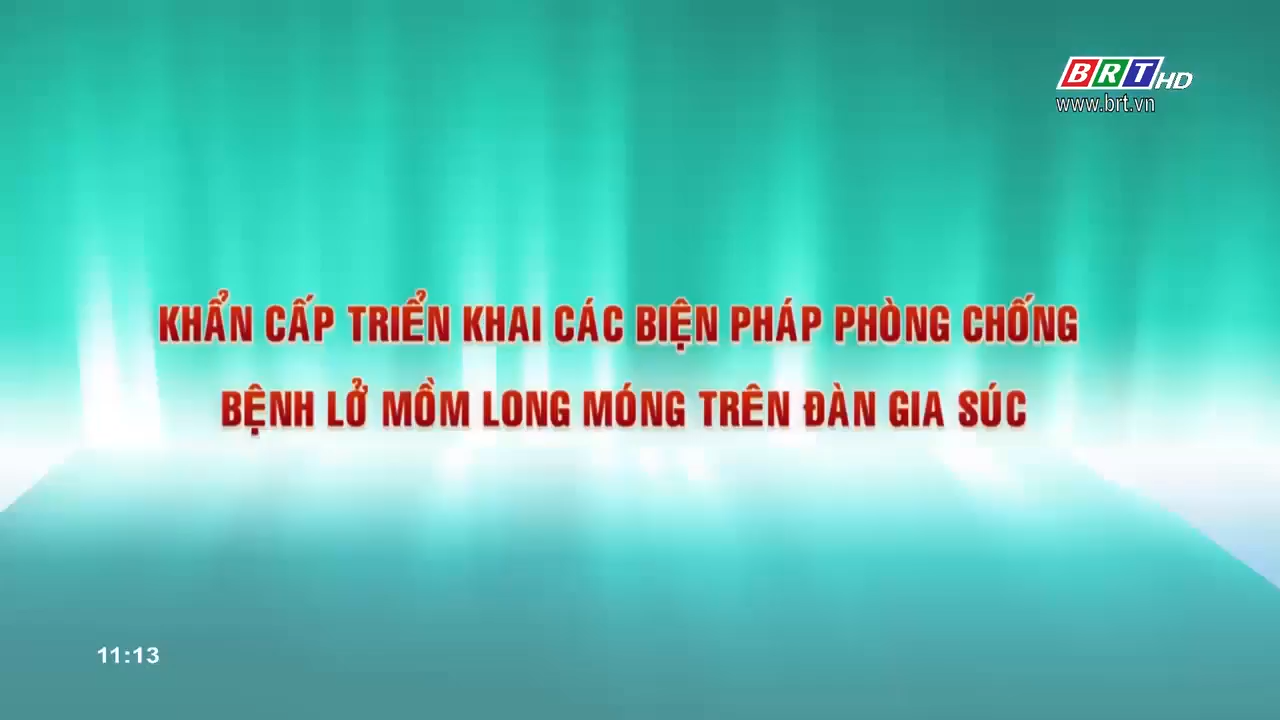 BRT HD
www.brt.vn
KHẨN CẤP TRIỂN KHAI CÁC BIỆN PHÁP PHÒNG CHỐNG
BỆNH LỞ MỒM LONG MÓNG TRÊN ĐÀN GIA SÚC
11:13